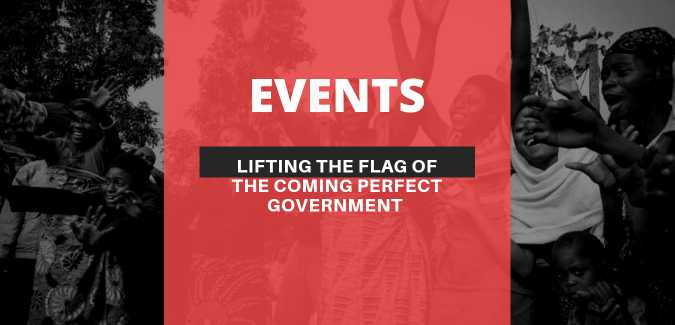 EVENTS
LIFTING THE FLAG OF
THE COMING PERFECT
GOVERNMENT